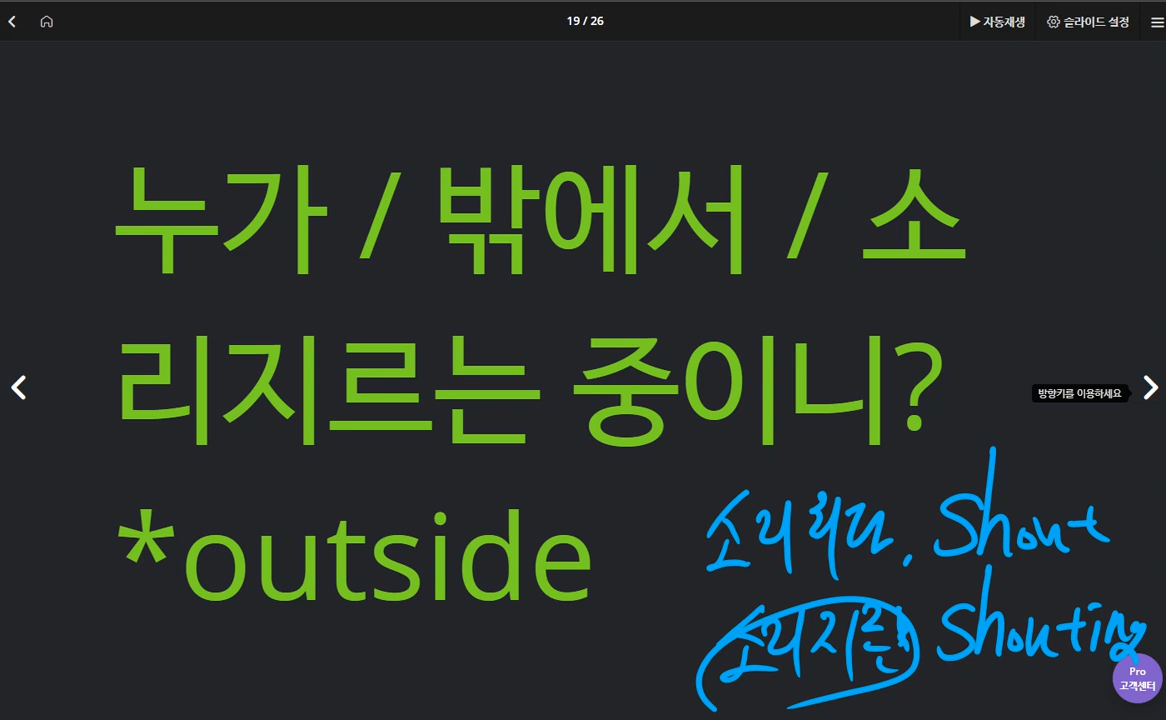 19 / 26
▶ 자동재생
슬라이드 설정
누가 / 밖에서 / 소
리지르는 중이니?
*outside
방향키를 이용하세요
소리치다. Shout
소리지른 Shouting
Pro
고객센터